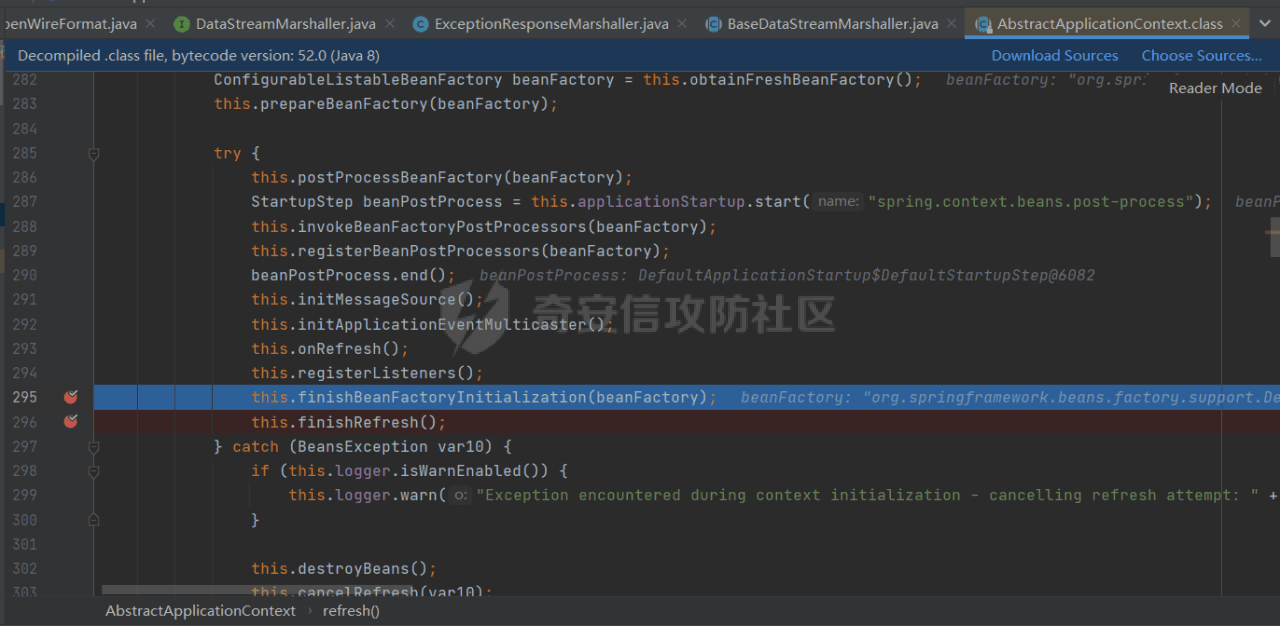 penWireFormat.java DataStreamMarshaller.java ExceptionResponseMarshaller.java BaseDataStreamMarshaller.java AbstractApplicationContext.class
Decompiled .class file, bytecode version: 52.0 (Java 8) Download Sources Choose Sources...
282 ConfigurableListableBeanFactory beanFactory = this.obtainFreshBeanFactory(); beanFactory: "org.spri
Reader Mode
283 this.prepareBeanFactory(beanFactory);
284
285 try {
286 this.postProcessBeanFactory(beanFactory);
287 StartupStep beanPostProcess = this.applicationStartup.start( name: "spring.context.beans.post-process"); beanP
288 this.invokeBeanFactoryPostProcessors(beanFactory);
289 this.registerBeanPostProcessors(beanFactory);
290 beanPostProcess.end(); beanPostProcess: DefaultApplicationStartup$DefaultStartupStep@6082
291 this.initMessageSource();
奇安信攻防社区
292 this.initApplicationEventMulticaster();
293 this.onRefresh();
294 this.registerListeners();
295 this.finishBeanFactoryInitialization(beanFactory); beanFactory: "org.springframework.beans.factory.support.De
296 this.finishRefresh();
297 } catch (BeansException var10) {
298 if (this.logger.isWarnEnabled()) {
299 this.logger.warn( o: "Exception encountered during context initialization - cancelling refresh attempt: " +
300 }
301
302 this.destroyBeans();
303 this.cancelRefresh(var10);
AbstractApplicationContext › refresh()